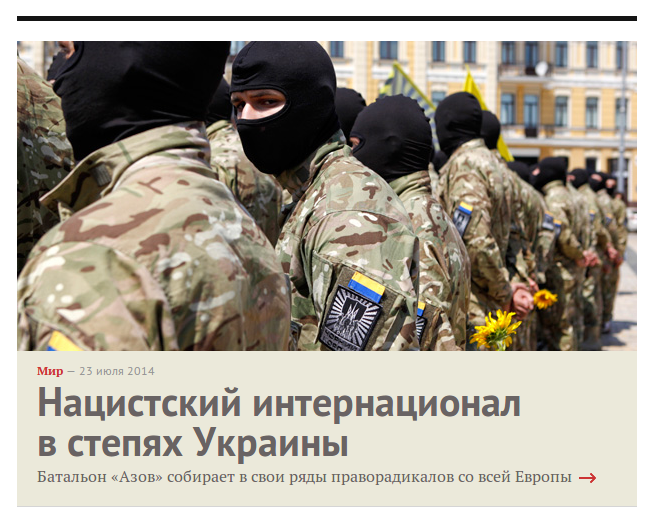 Мир — 23 июля 2014
Нацистский интернационал
в степях Украины
Батальон «Азов» собирает в свои ряды праворадикалов со всей Европы →